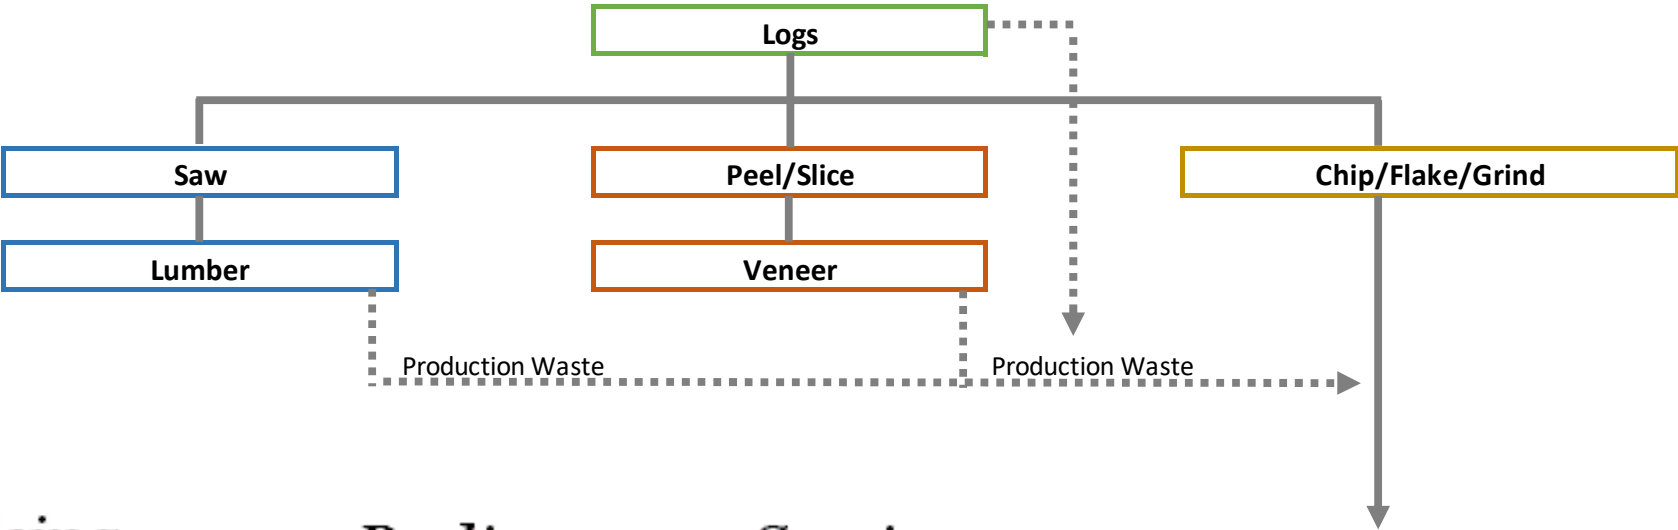 Logs
Saw
Peel/Slice
Chip/Flake/Grind
Lumber
Veneer
Production Waste
Production Waste